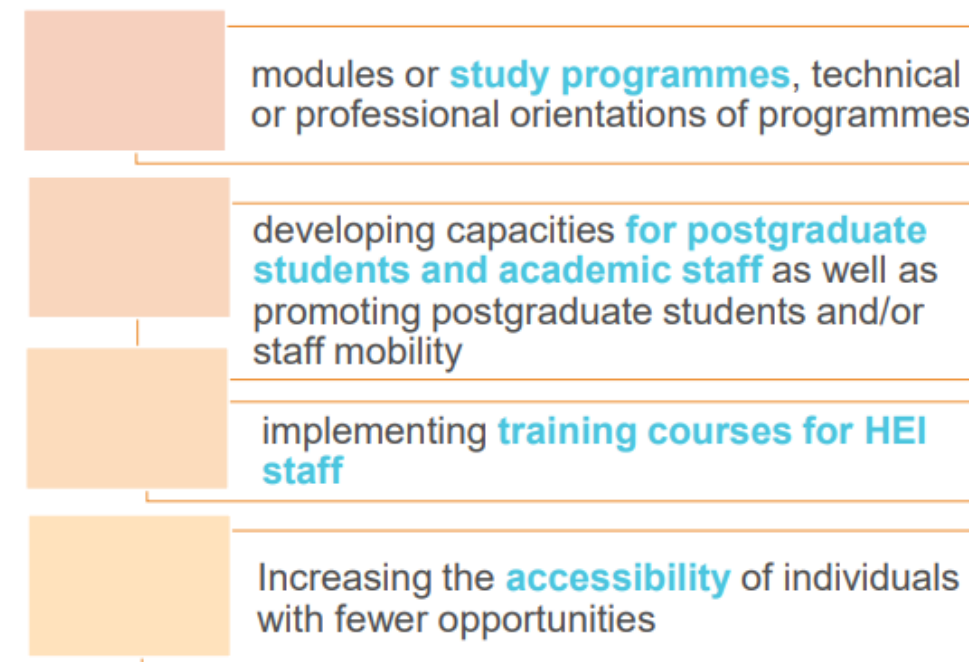 modules or study programmes, technical
or professional orientations of programmes
developing capacities for postgraduate
students and academic staff as well as
promoting postgraduate students and/or
staff mobility
implementing training courses for HEI
staff
Increasing the accessibility of individuals
with fewer opportunities